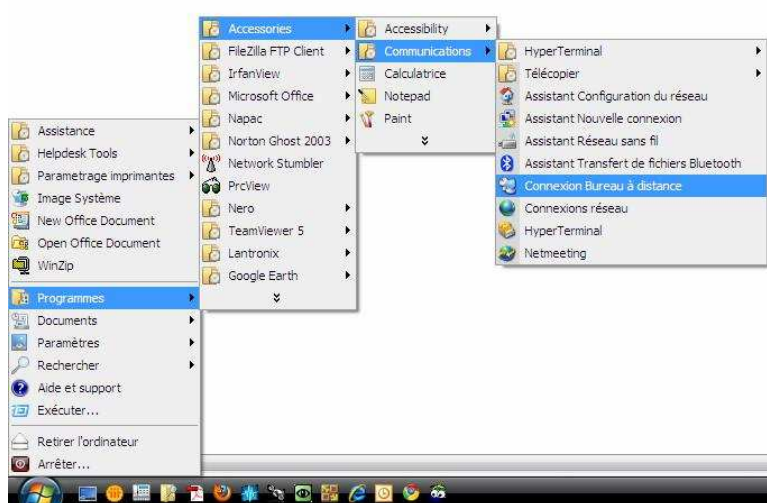 Assistance
Helpdesk Tools
Parametrage imprimantes
Image Système
New Office Document
Open Office Document
WinZip
Programmes
Documents
Paramètres
Rechercher
Aide et support
Exécuter...
Retirer l'ordinateur
Arrêter...
Accessories
FileZilla FTP Client
IrfanView
Microsoft Office
Napac
Norton Ghost 2003
Network Stumbler
PrcView
Nero
TeamViewer 5
Lantronix
Google Earth
Accessibility
Communications
Calculatrice
Notepad
Paint
HyperTerminal
Télécopier
Assistant Configuration du réseau
Assistant Nouvelle connexion
Assistant Réseau sans fil
Assistant Transfert de fichiers Bluetooth
Connexion Bureau à distance
Connexions réseau
HyperTerminal
Netmeeting